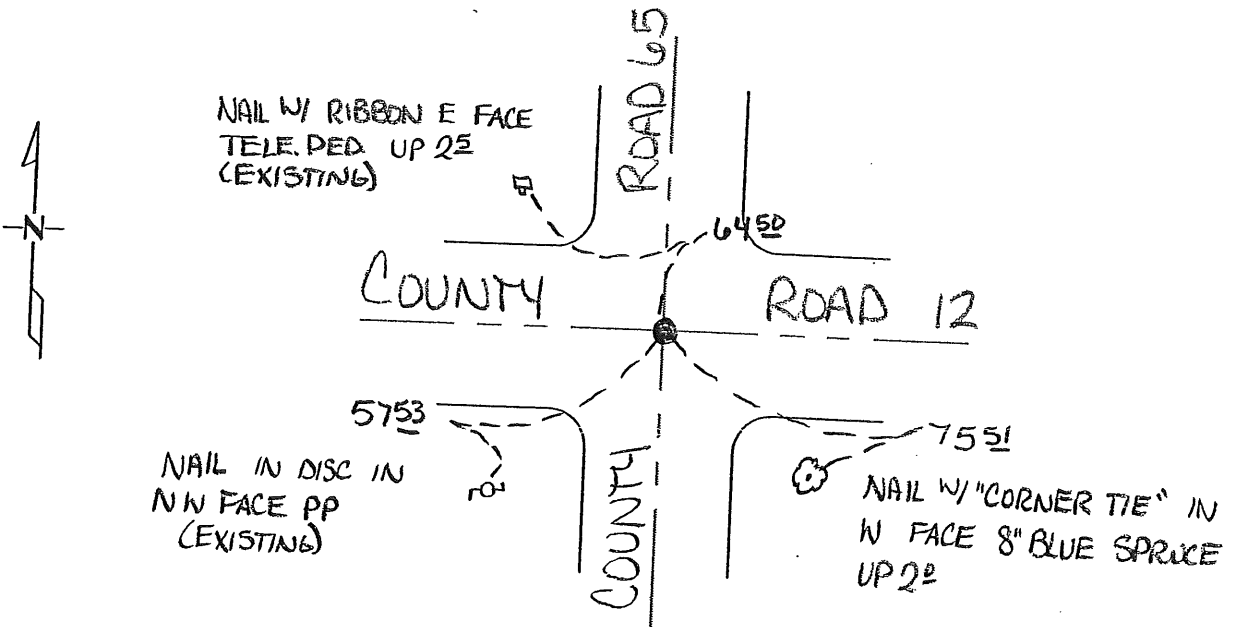 NAIL W/ RIBBON E FACE
TELE. PED. UP 25
(EXISTING)
ROAD 65
N
6450
COUNTY ROAD 12
5753
NAIL IN DISC IN
NW FACE PP
(EXISTING)
COUNTY
7551
NAIL W/ "CORNER TIE" IN
W FACE 8" BLUE SPRUCE
UP 20